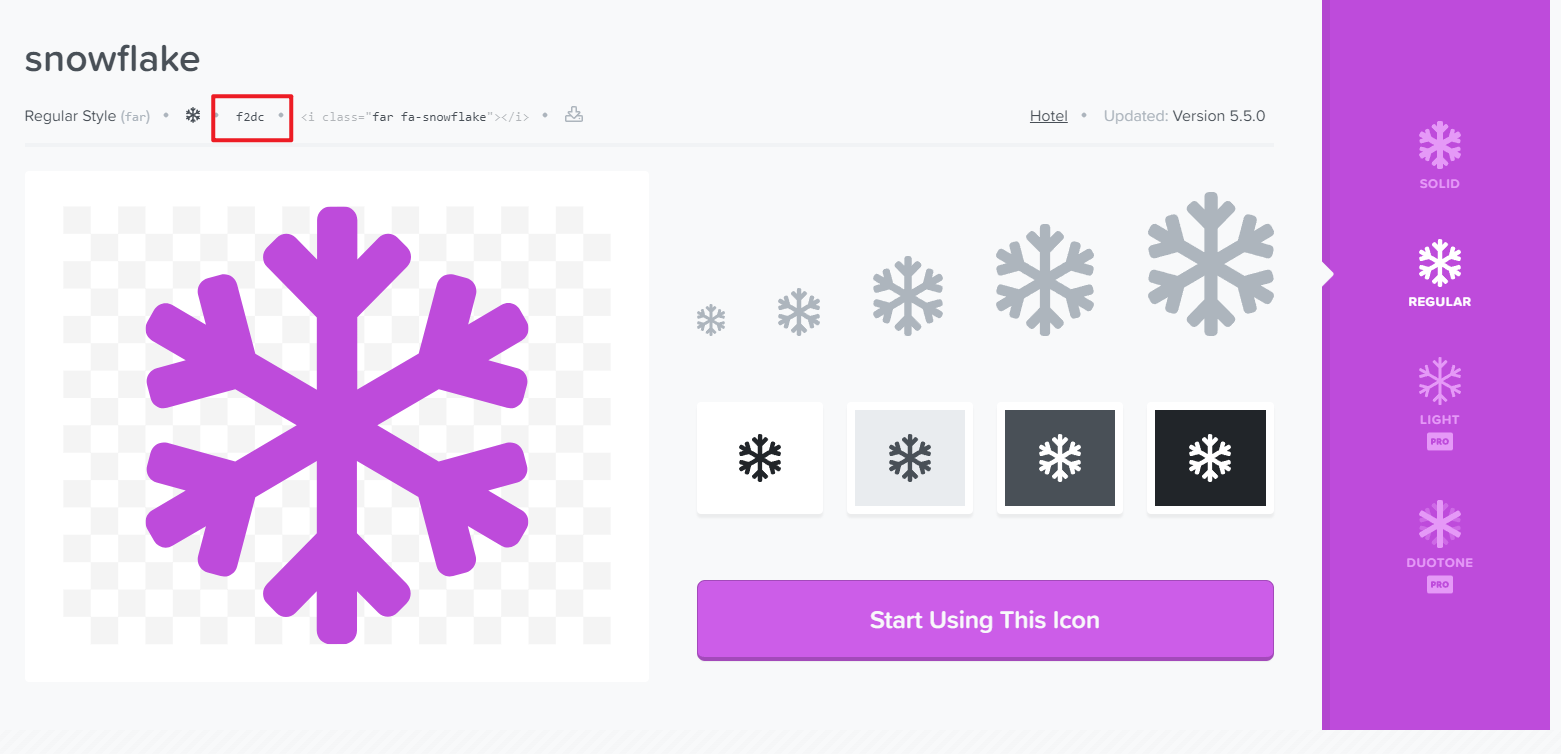 snowflake
Regular Style (far) • • f2dc • <i class="far fa-snowflake"></i> • Hotel • Updated: Version 5.5.0
SOLID
REGULAR
LIGHT
PRO
DUOTONE
PRO
Start Using This Icon